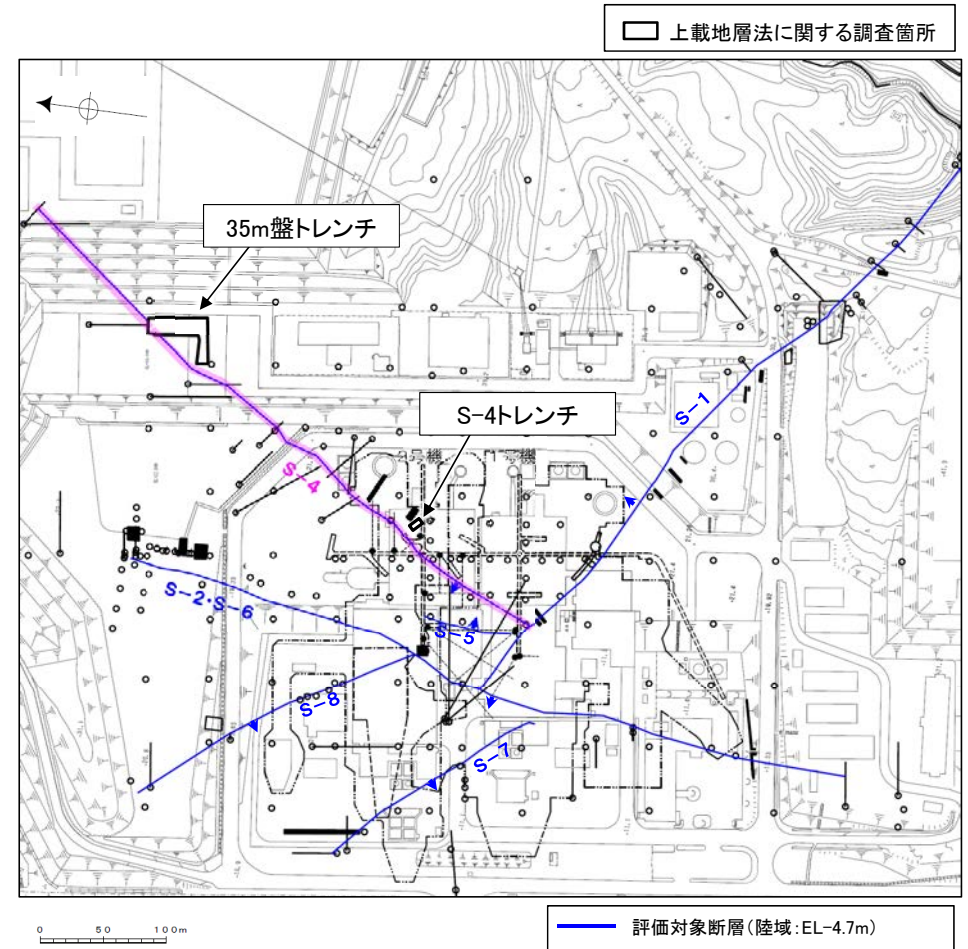 上載地層法に関する調査箇所
35m盤トレンチ
S-4トレンチ
S-1
S-4
S-2・S-6
S-5
S-8
S-7
0 50 100m
評価対象断層(陸域:EL-4.7m)